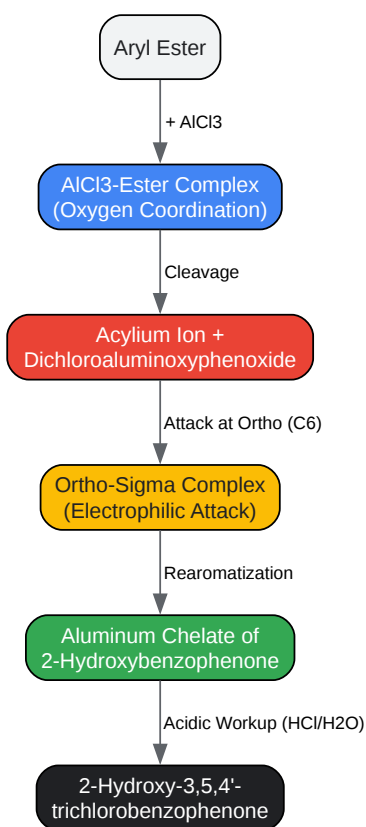 Aryl Ester
+ AlCl3
AlCl3-Ester Complex
(Oxygen Coordination)
Cleavage
Acylium Ion +
Dichloroaluminoxyphenoxide
Attack at Ortho (C6)
Ortho-Sigma Complex
(Electrophilic Attack)
Rearomatization
Aluminum Chelate of
2-Hydroxybenzophenone
Acidic Workup (HCl/H2O)
2-Hydroxy-3,5,4'-
trichlorobenzophenone